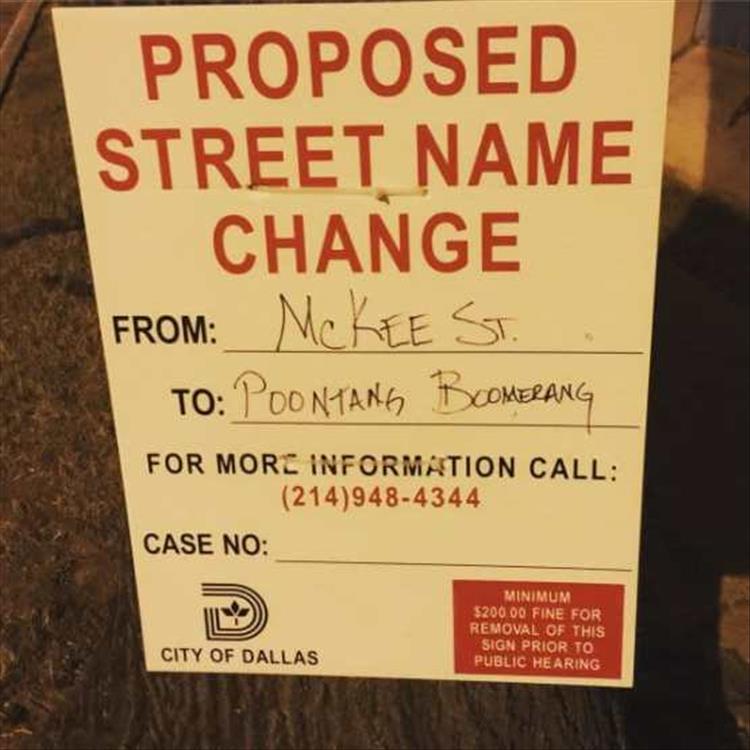 PROPOSED
STREET NAME
CHANGE
FROM: McKEE ST.
TO: POONTANG BOOMERANG
FOR MORE INFORMATION CALL:
(214)948-4344
CASE NO:
CITY OF DALLAS
MINIMUM
$200.00 FINE FOR
REMOVAL OF THIS
SIGN PRIOR TO
PUBLIC HEARING